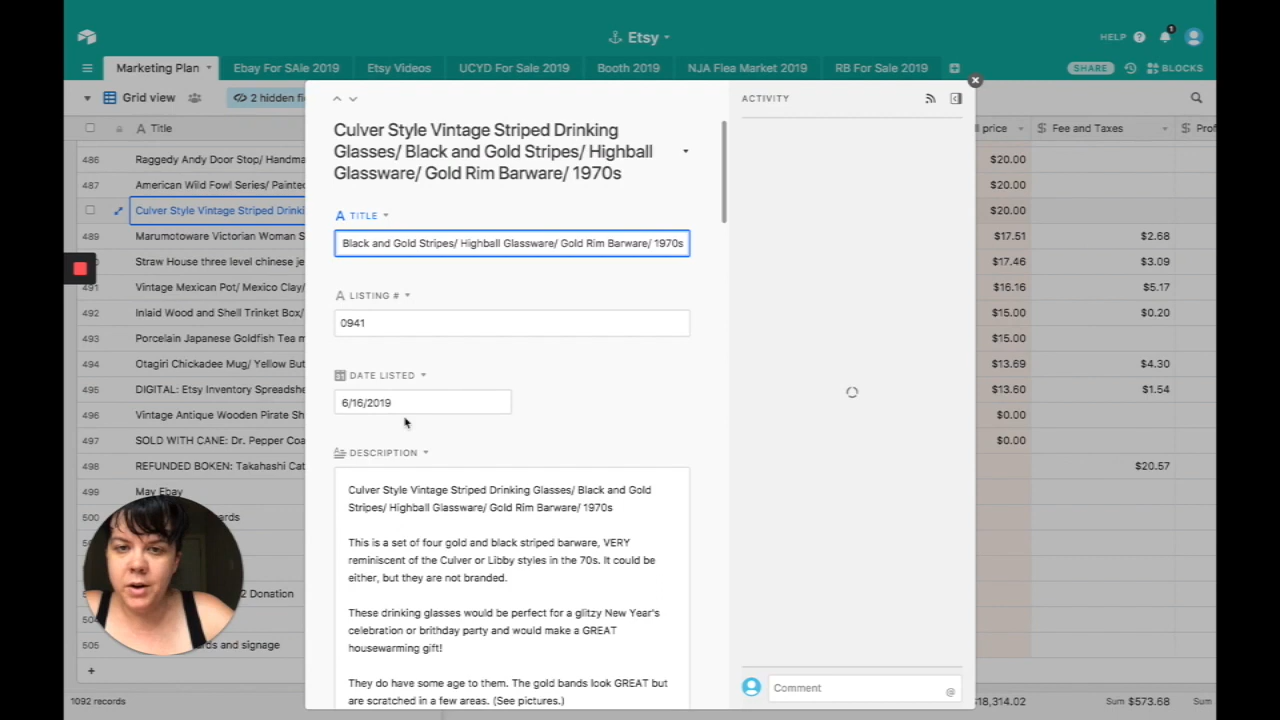 Etsy
HELP
1
Marketing Plan
Ebay For SAle 2019
Etsy Videos
UCYD For Sale 2019
Booth 2019
NJA Flea Market 2019
RB For Sale 2019
SHARE
BLOCKS
Grid view
2 hidden fi
ACTIVITY
A Title
l price
Fee and Taxes
Prof
486 Raggedy Andy Door Stop/ Handma
$20.00
487 American Wild Fowl Series/ Painte
$20.00
Culver Style Vintage Striped Drinki
$20.00
489 Marumotoware Victorian Woman S
$17.51 $2.68
Straw House three level chinese je
$17.46 $3.09
491 Vintage Mexican Pot/ Mexico Clay/
$16.16 $5.17
492 Inlaid Wood and Shell Trinket Box/
$15.00 $0.20
493 Porcelain Japanese Goldfish Tea m
$15.00
494 Otagiri Chickadee Mug/ Yellow But
$13.69 $4.30
495 DIGITAL: Etsy Inventory Spreadshe
$13.60 $1.54
496 Vintage Antique Wooden Pirate Sh
$0.00
497 SOLD WITH CANE: Dr. Pepper Coa
$0.00
498 REFUNDED BOKEN: Takahashi Cat
$20.57
499 May Ebay
500 ards
2 Donation
505 rds and signage
+
1092 records
18,314.02
Sum $573.68
Sum
Culver Style Vintage Striped Drinking
Glasses/ Black and Gold Stripes/ Highball
Glassware/ Gold Rim Barware/ 1970s
A TITLE
Black and Gold Stripes/ Highball Glassware/ Gold Rim Barware/ 1970s
A LISTING #
0941
DATE LISTED
6/16/2019
DESCRIPTION
Culver Style Vintage Striped Drinking Glasses/ Black and Gold
Stripes/ Highball Glassware/ Gold Rim Barware/ 1970s
This is a set of four gold and black striped barware, VERY
reminiscent of the Culver or Libby styles in the 70s. It could be
either, but they are not branded.
These drinking glasses would be perfect for a glitzy New Year's
celebration or brithday party and would make a GREAT
housewarming gift!
They do have some age to them. The gold bands look GREAT but
are scratched in a few areas. (See pictures.)
Comment
@